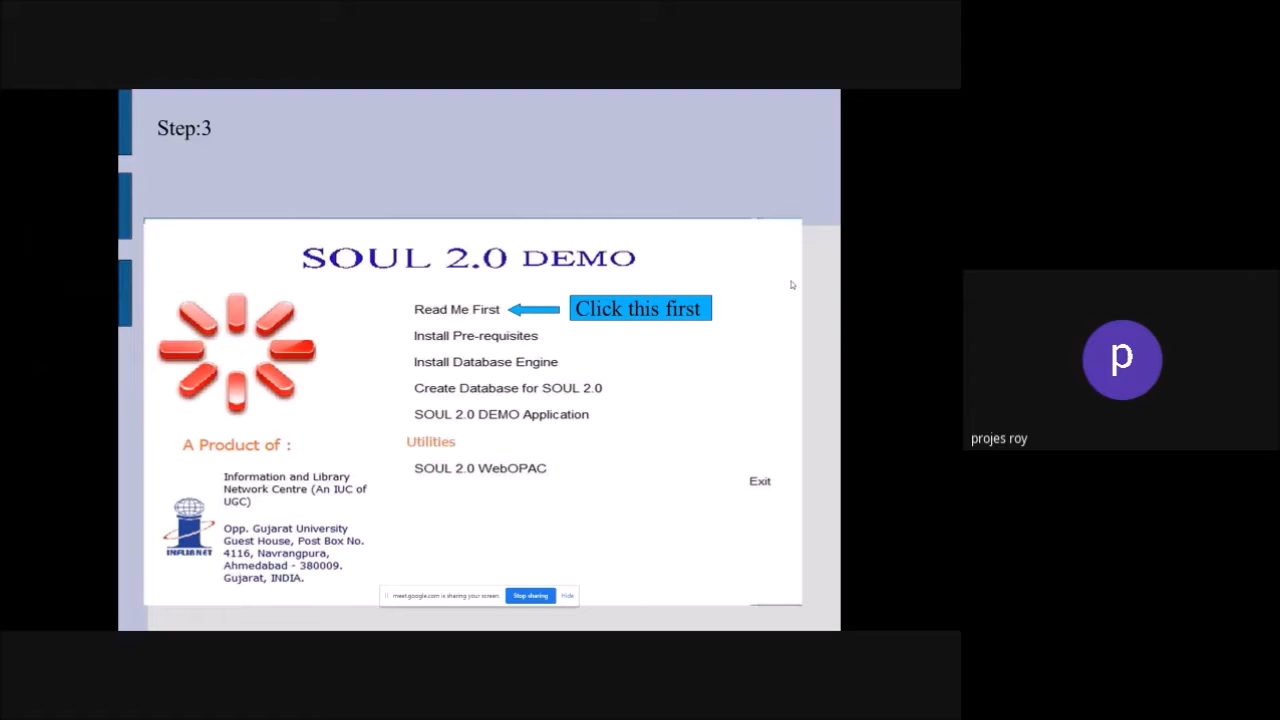 Step:3
SOUL 2.0 DEMO
Read Me First
Click this first
Install Pre-requisites
Install Database Engine
Create Database for SOUL 2.0
SOUL 2.0 DEMO Application
Utilities
SOUL 2.0 WebOPAC
Exit
A Product of :
Information and Library
Network Centre (An IUC of
UGC)
INFLIBNET
Opp. Gujarat University
Guest House, Post Box No.
4116, Navrangpura,
Ahmedabad - 380009.
Gujarat, INDIA.
meet.google.com is sharing your screen.
Stop sharing
Hide
p
projes roy